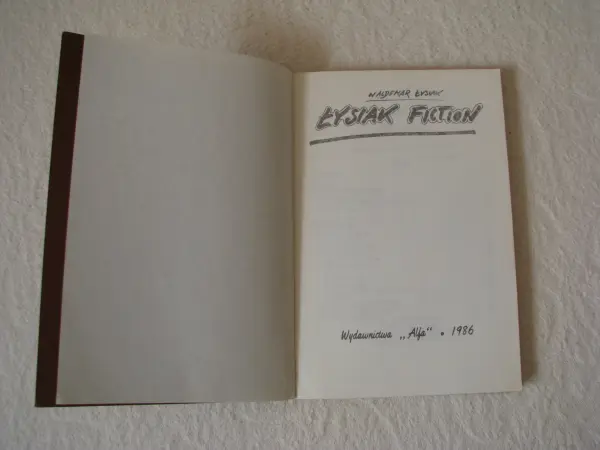 WALDEMAR ŁYSIAK
ŁYSIAK FICTION
Wydawnictwa „Alfa" • 1986